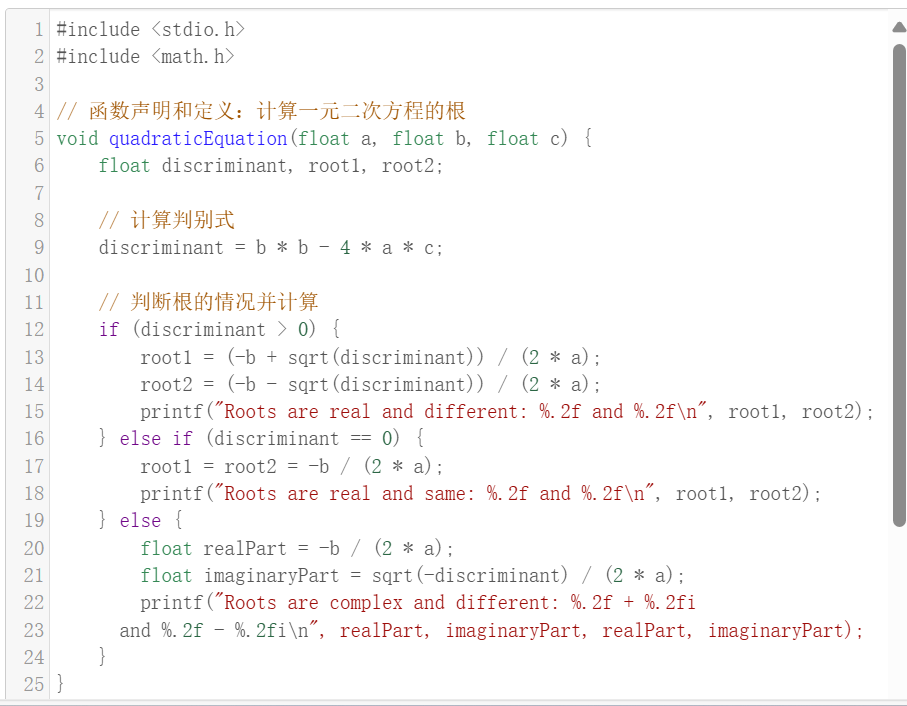 1 #include <stdio.h>
2 #include <math.h>
3
4 // 函数声明和定义：计算一元二次方程的根
5 void quadraticEquation(float a, float b, float c) {
6     float discriminant, root1, root2;
7
8     // 计算判别式
9     discriminant = b * b - 4 * a * c;
10
11     // 判断根的情况并计算
12     if (discriminant > 0) {
13         root1 = (-b + sqrt(discriminant)) / (2 * a);
14         root2 = (-b - sqrt(discriminant)) / (2 * a);
15         printf("Roots are real and different: %.2f and %.2f\n", root1, root2);
16     } else if (discriminant == 0) {
17         root1 = root2 = -b / (2 * a);
18         printf("Roots are real and same: %.2f and %.2f\n", root1, root2);
19     } else {
20         float realPart = -b / (2 * a);
21         float imaginaryPart = sqrt(-discriminant) / (2 * a);
22         printf("Roots are complex and different: %.2f + %.2fi
23       and %.2f - %.2fi\n", realPart, imaginaryPart, realPart, imaginaryPart);
24     }
25 }